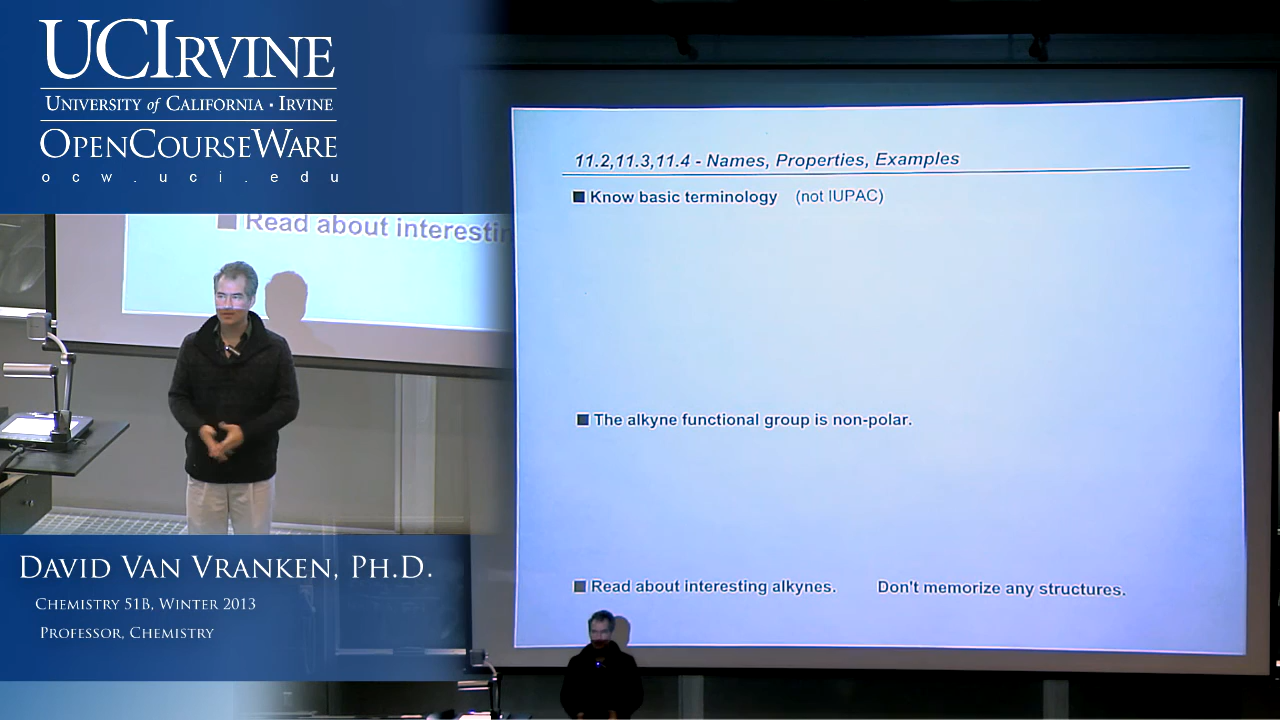 UCIRVINE
UNIVERSITY of CALIFORNIA · IRVINE
OPENCOURSEWARE
ocw.uci.edu
Read about interestin
DAVID VAN VRANKEN, PH.D.
CHEMISTRY 51B, WINTER 2013
PROFESSOR, CHEMISTRY
11.2,11.3,11.4 - Names, Properties, Examples
Know basic terminology (not IUPAC)
The alkyne functional group is non-polar.
Read about interesting alkynes. Don't memorize any structures.